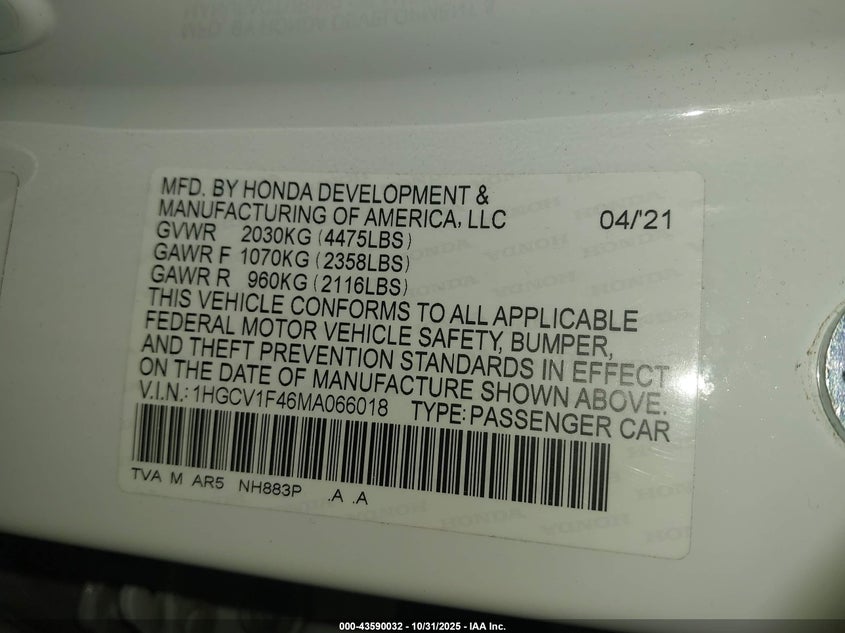 MFD. BY HONDA DEVELOPMENT &
MANUFACTURING OF AMERICA, LLC 04/'21
GVWR 2030KG (4475LBS)
GAWR F 1070KG (2358LBS)
GAWR R 960KG (2116LBS)
THIS VEHICLE CONFORMS TO ALL APPLICABLE
FEDERAL MOTOR VEHICLE SAFETY, BUMPER,
AND THEFT PREVENTION STANDARDS IN EFFECT
ON THE DATE OF MANUFACTURE SHOWN ABOVE.
V.I.N.: 1HGCV1F46MA066018 TYPE: PASSENGER CAR
TVA M AR5 NH883P .A .A
000-43590032 - 10/31/2025 - IAA Inc.